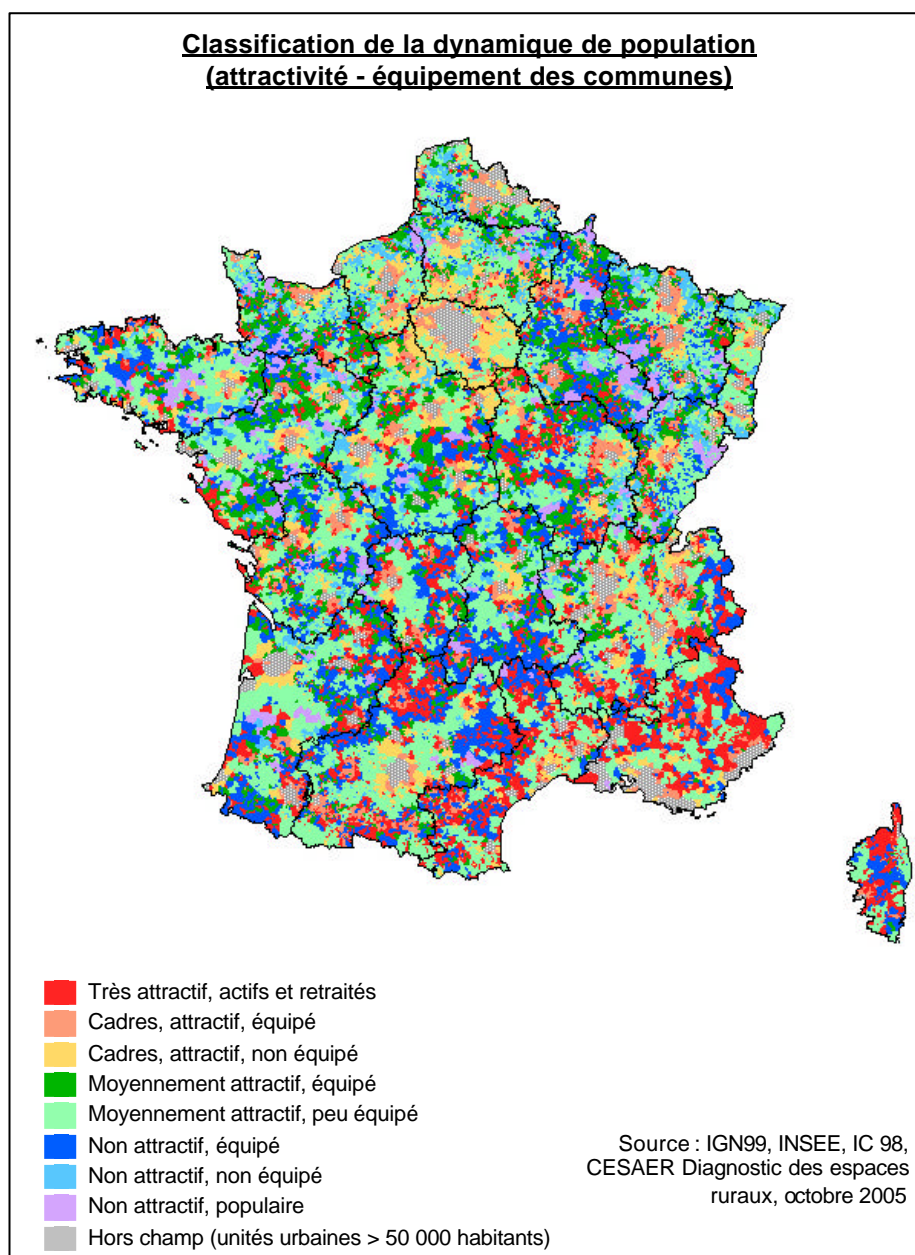 Classification de la dynamique de population
(attractivité - équipement des communes)
Très attractif, actifs et retraités
Cadres, attractif, équipé
Cadres, attractif, non équipé
Moyennement attractif, équipé
Moyennement attractif, peu équipé
Non attractif, équipé
Non attractif, non équipé
Non attractif, populaire
Hors champ (unités urbaines > 50 000 habitants)
Source : IGN99, INSEE, IC 98,
CESAER Diagnostic des espaces
ruraux, octobre 2005